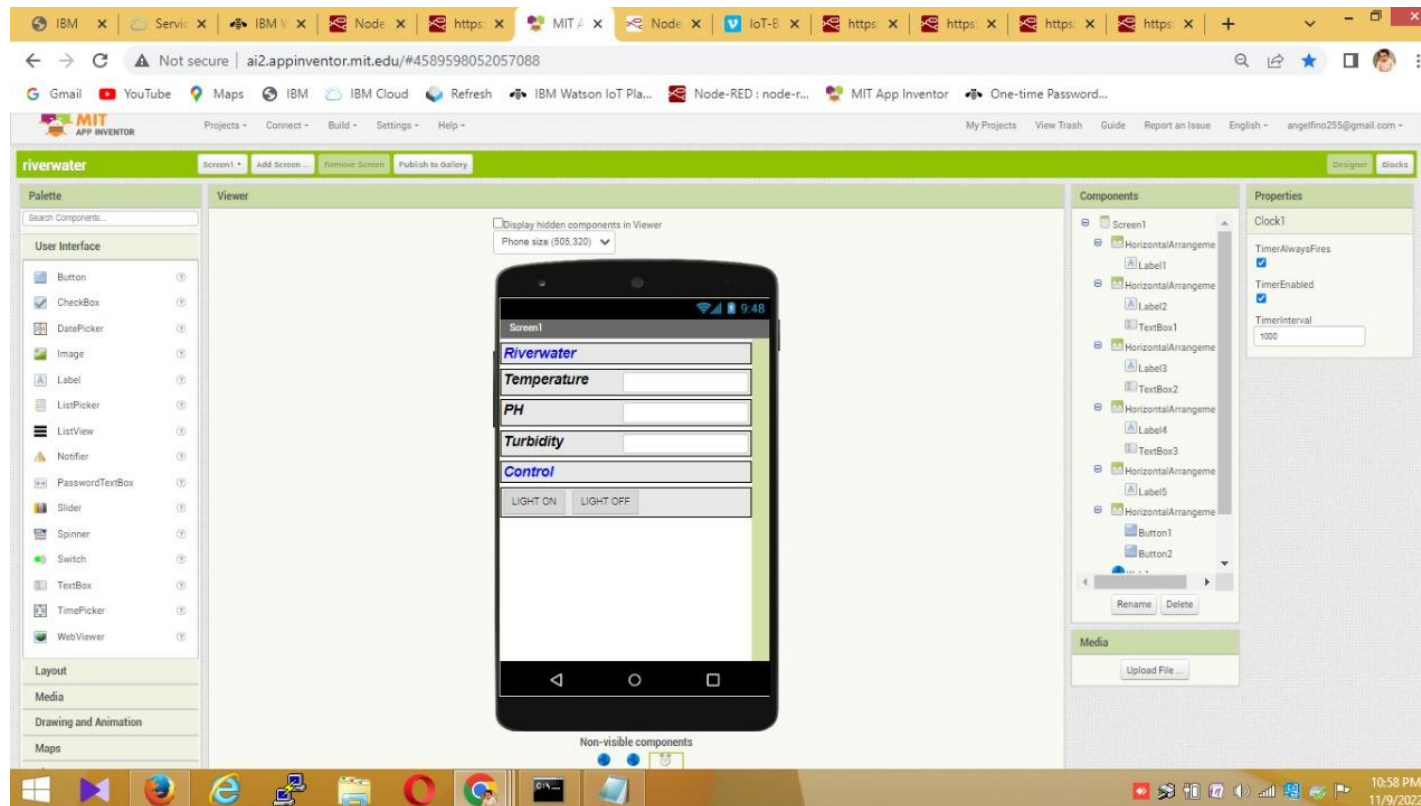 IBM
Servic
IBM W
Node
https:
MIT A
Node
IoT-B
https:
https:
https:
https:
Not secure
ai2.appinventor.mit.edu/#4589598052057088
Gmail
YouTube
Maps
IBM
IBM Cloud
Refresh
IBM Watson IoT Pla...
Node-RED : node-r...
MIT App Inventor
One-time Password...
MIT
APP INVENTOR
Projects
Connect
Build
Settings
Help
My Projects
View Trash
Guide
Report an Issue
English
angelfino255@gmail.com
riverwater
Screen1
Add Screen ...
Remove Screen
Publish to Gallery
Designer
Blocks
Palette
Search Components...
User Interface
Button
CheckBox
DatePicker
Image
Label
ListPicker
ListView
Notifier
PasswordTextBox
Slider
Spinner
Switch
TextBox
TimePicker
WebViewer
Layout
Media
Drawing and Animation
Maps
Viewer
Display hidden components in Viewer
Phone size (505,320)
9:48
Screen1
Riverwater
Temperature
PH
Turbidity
Control
LIGHT ON
LIGHT OFF
Non-visible components
Components
Screen1
HorizontalArrangeme
Label1
HorizontalArrangeme
Label2
TextBox1
HorizontalArrangeme
Label3
TextBox2
HorizontalArrangeme
Label4
TextBox3
HorizontalArrangeme
Label5
HorizontalArrangeme
Button1
Button2
Rename
Delete
Media
Upload File ...
Properties
Clock1
TimerAlwaysFires
TimerEnabled
TimerInterval
1000
10:58 PM